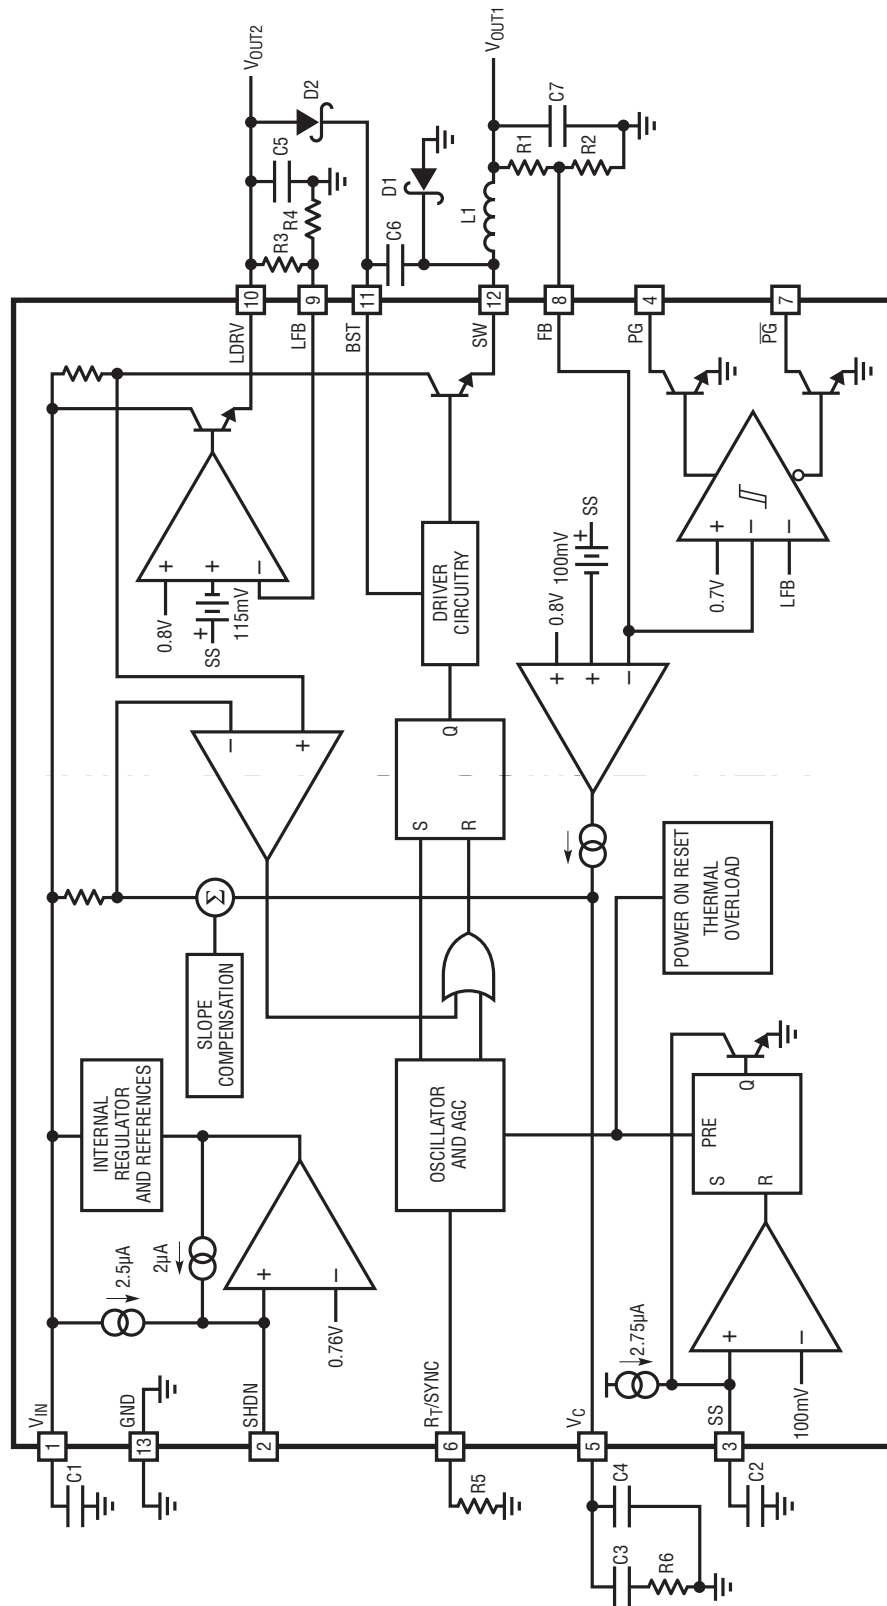 VIN
1
C1
GND
13
SHDN
2
2.5µA
2µA
0.76V
+
−
INTERNAL
REGULATOR
AND REFERENCES
SLOPE
COMPENSATION
Σ
−
+
0.8V
SS
+
115mV
+
+
−
LDRV
10
LFB
9
BST
11
SW
12
FB
8
PG
4
PG
7
VOUT2
D2
C5
R3
R4
C6
D1
L1
VOUT1
R1
R2
C7
RT/SYNC
6
R5
OSCILLATOR
AND AGC
S
R
Q
DRIVER
CIRCUITRY
VC
5
C3
C4
R6
0.8V
100mV
+
SS
+
+
−
0.7V
LFB
+
−
−
SS
3
C2
2.75µA
100mV
+
−
S
R
PRE
Q
POWER ON RESET
THERMAL
OVERLOAD